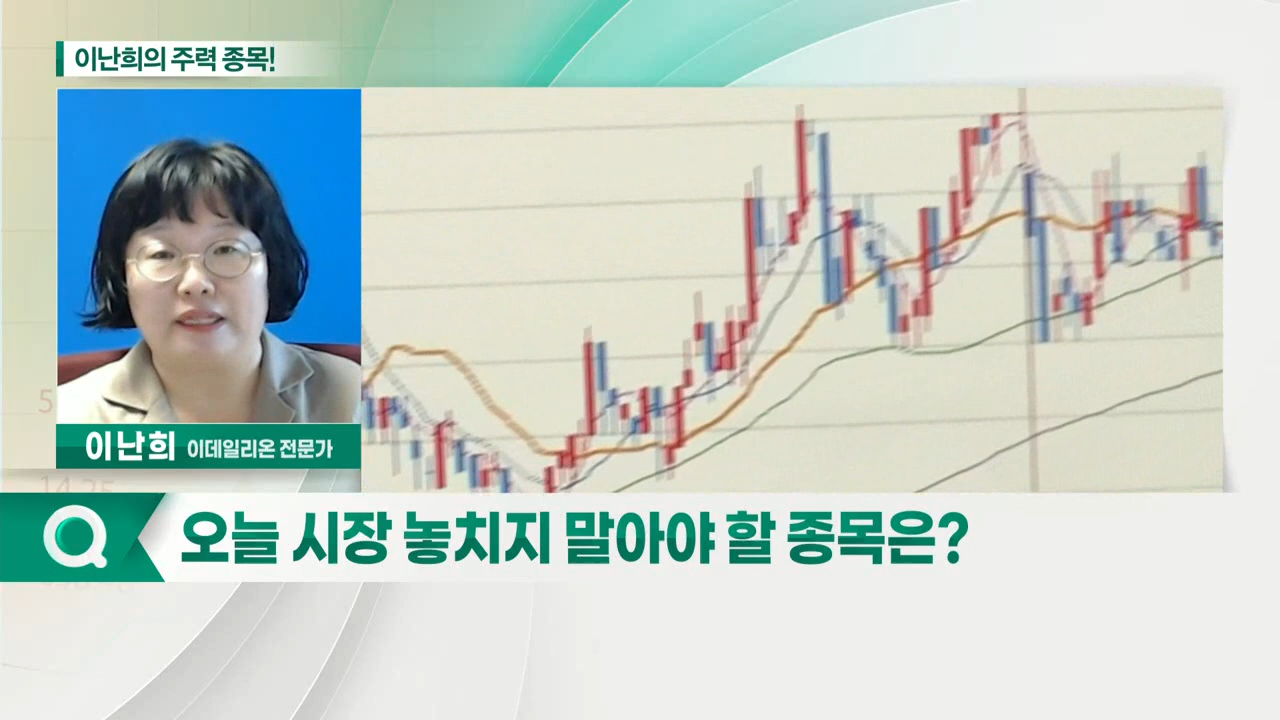 이난희의 주력 종목!
이난희 이데일리온 전문가
Q 오늘 시장 놓치지 말아야 할 종목은?